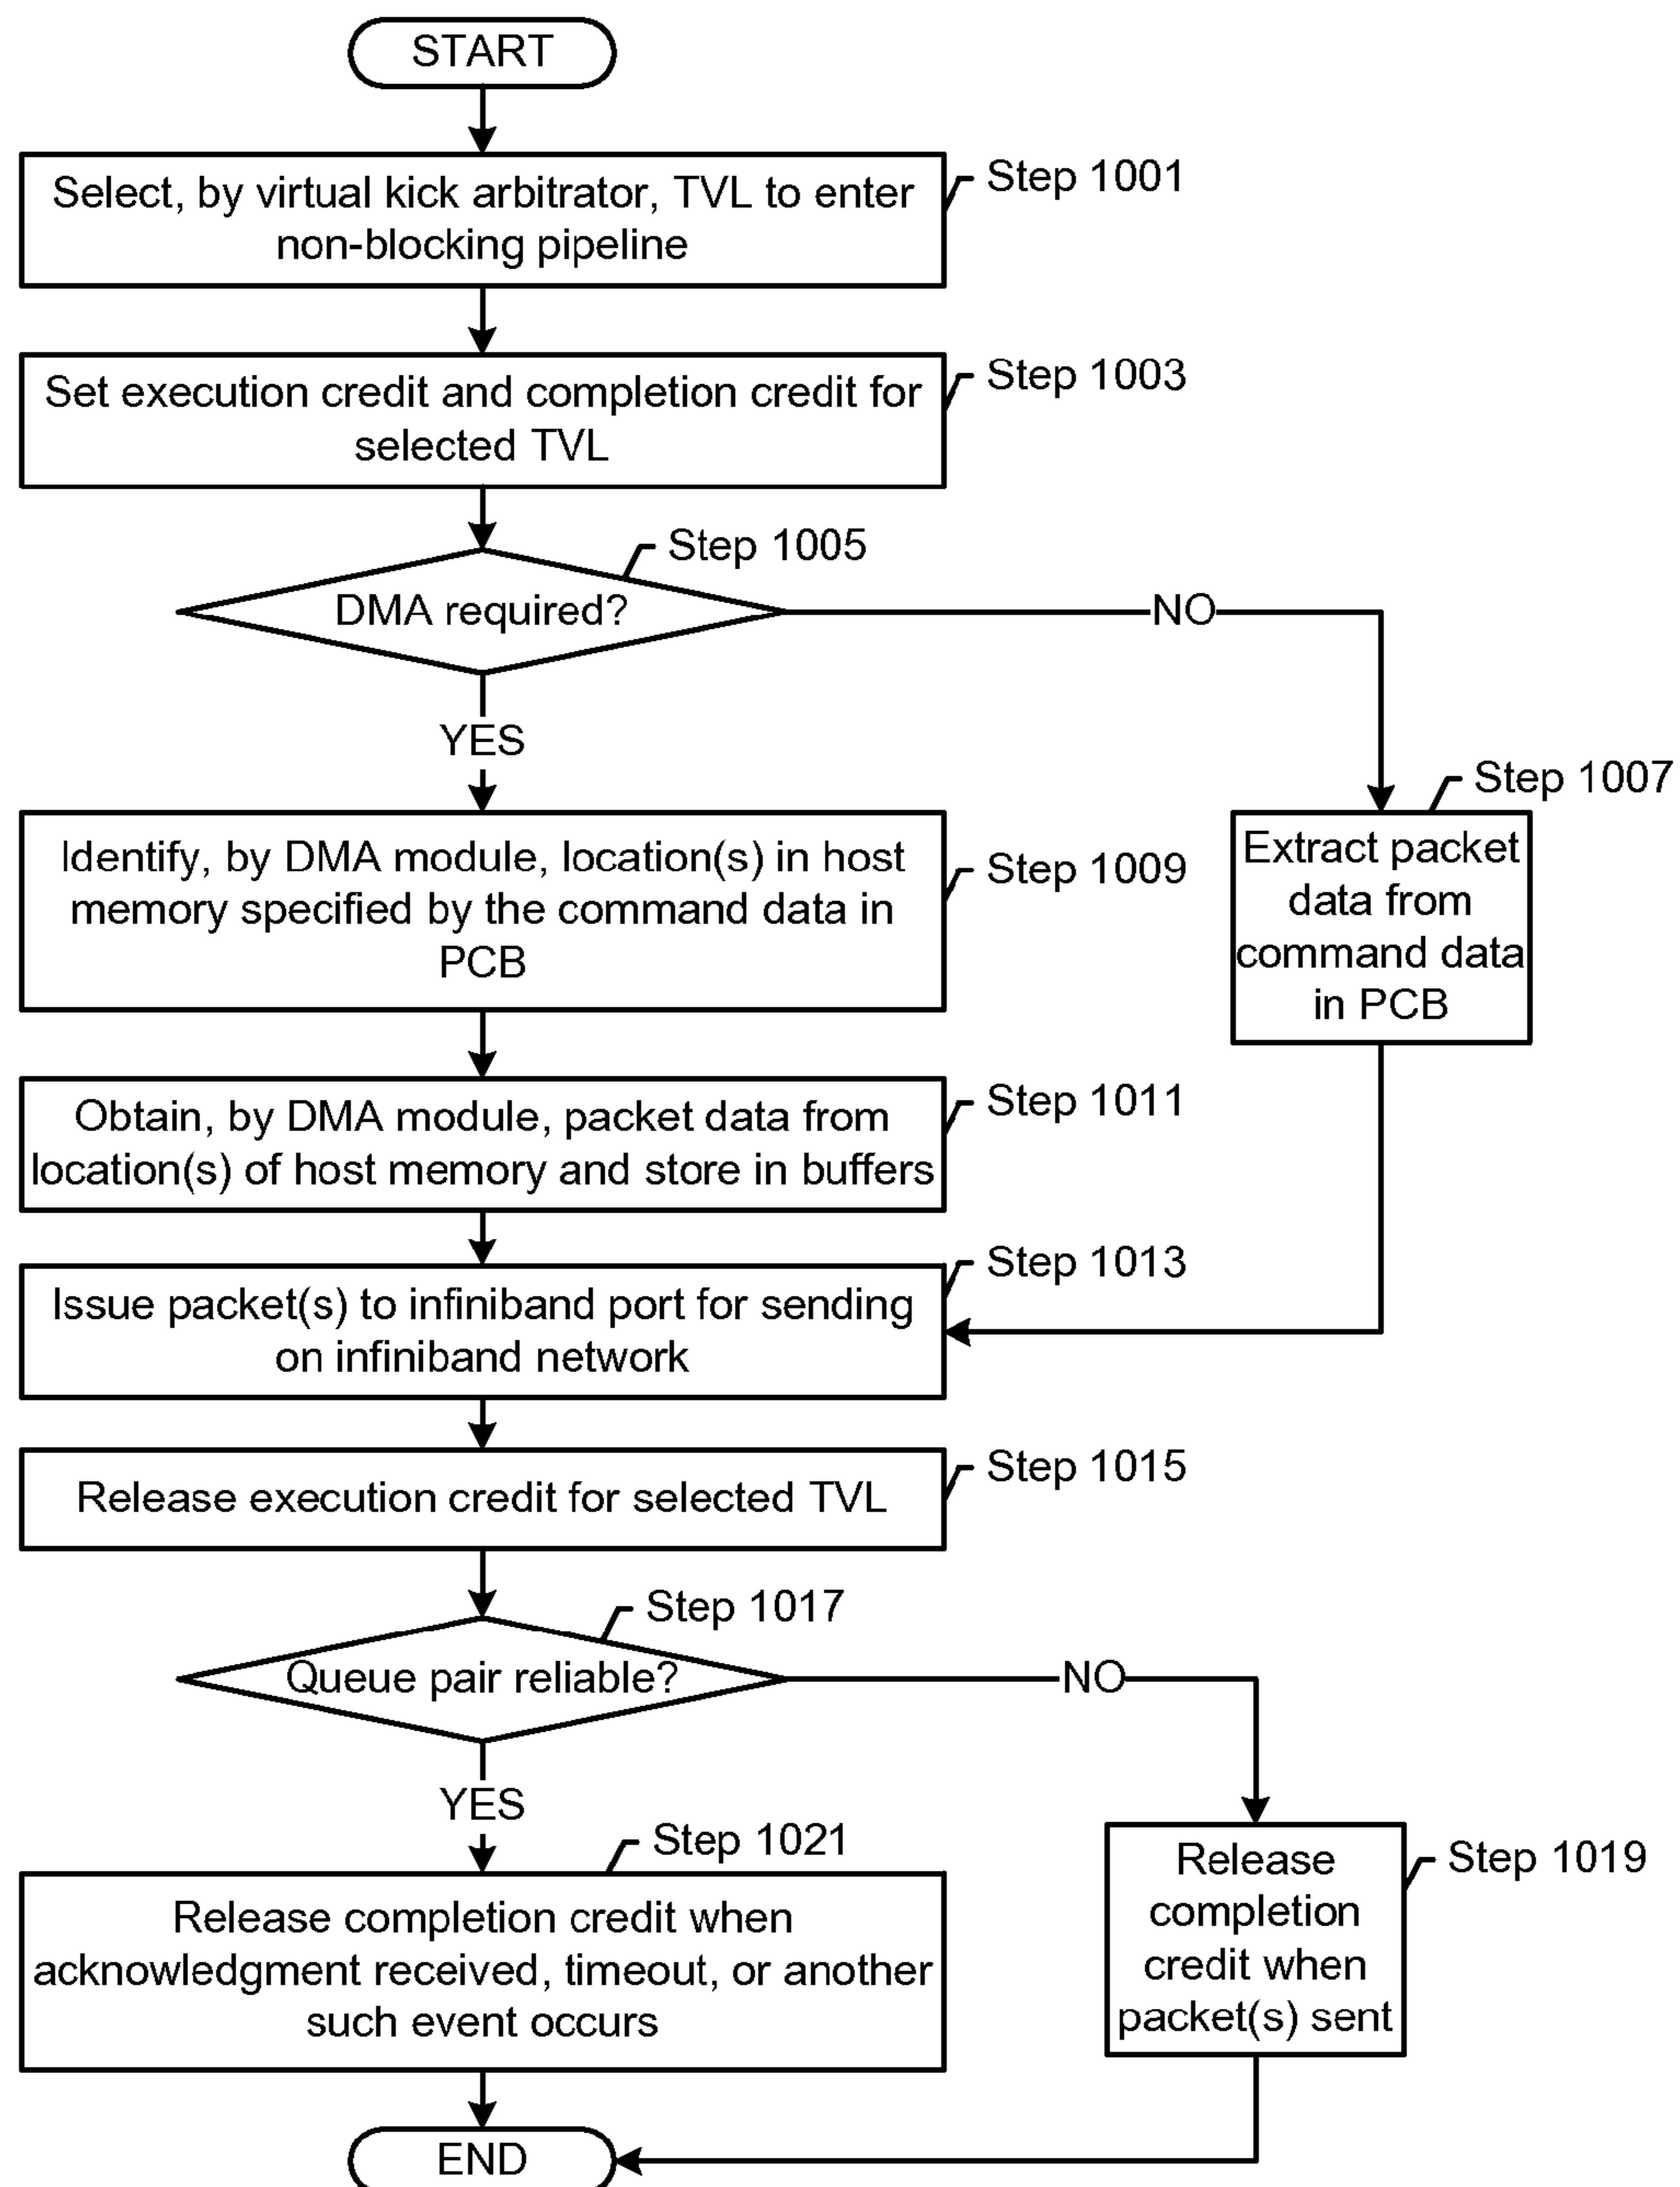 START
Select, by virtual kick arbitrator, TVL to enter
non-blocking pipeline
Step 1001
Set execution credit and completion credit for
selected TVL
Step 1003
Step 1005
DMA required?
NO
YES
Step 1007
Extract packet
data from
command data
in PCB
Identify, by DMA module, location(s) in host
memory specified by the command data in
PCB
Step 1009
Obtain, by DMA module, packet data from
location(s) of host memory and store in buffers
Step 1011
Issue packet(s) to infiniband port for sending
on infiniband network
Step 1013
Release execution credit for selected TVL
Step 1015
Step 1017
Queue pair reliable?
NO
YES
Step 1021
Release completion credit when
acknowledgment received, timeout, or another
such event occurs
Release
completion
credit when
packet(s) sent
Step 1019
END